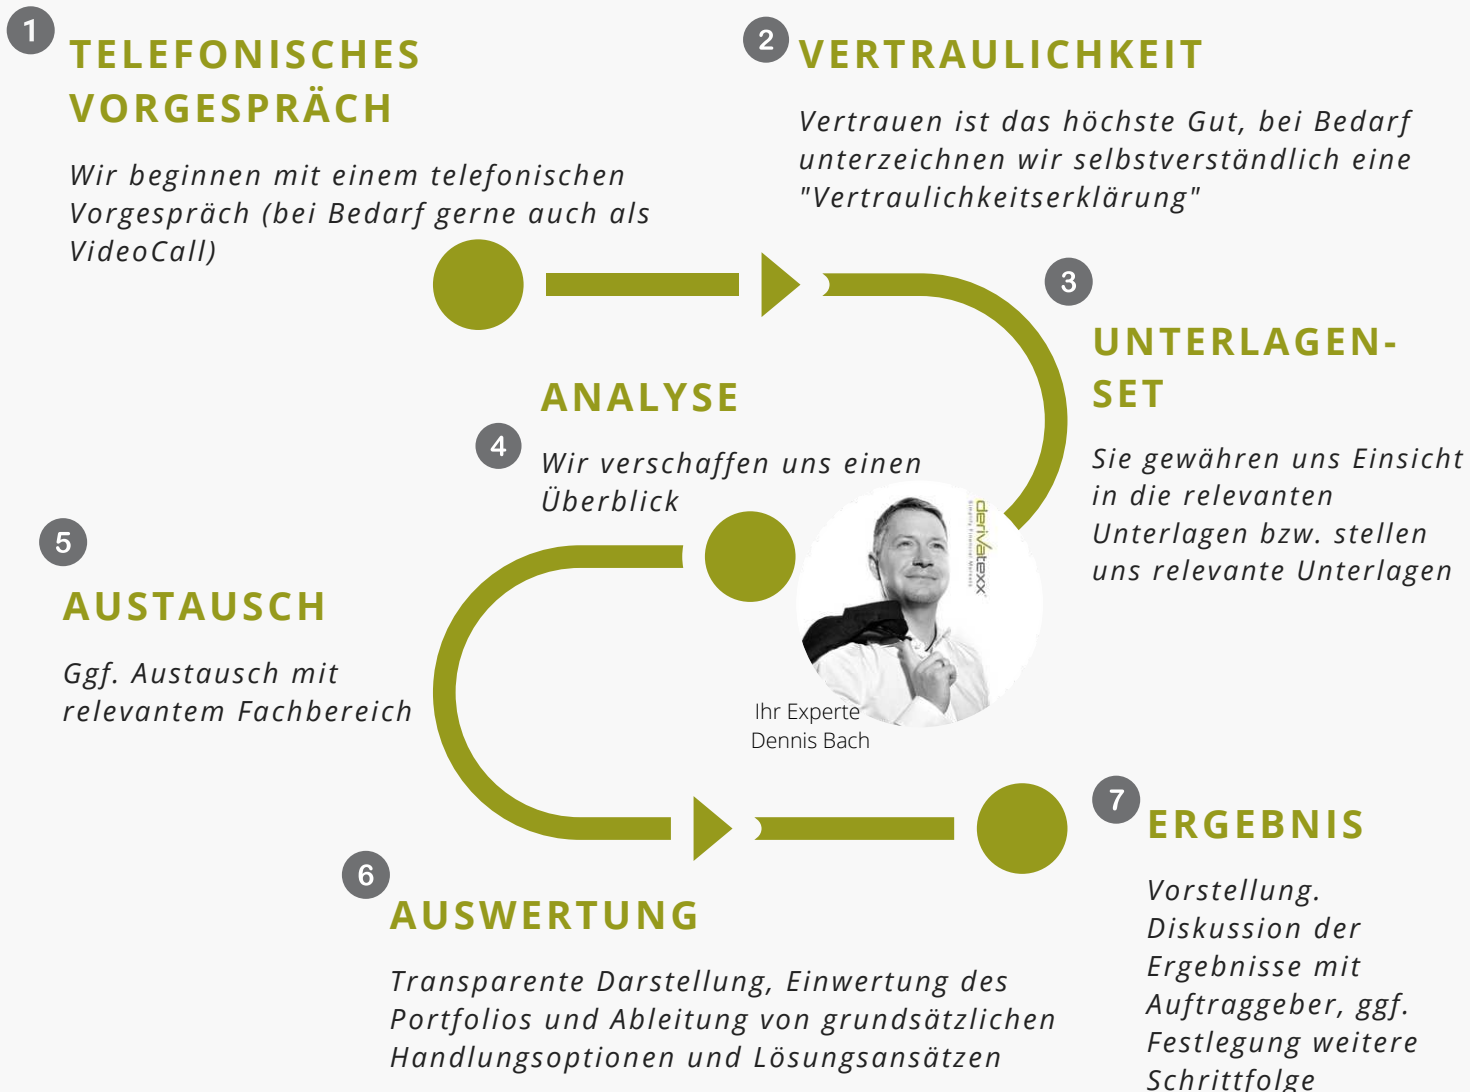 1
TELEFONISCHES
VORGESPRÄCH
Wir beginnen mit einem telefonischen
Vorgespräch (bei Bedarf gerne auch als
VideoCall)
2
VERTRAULICHKEIT
Vertrauen ist das höchste Gut, bei Bedarf
unterzeichnen wir selbstverständlich eine
"Vertraulichkeitserklärung"
3
UNTERLAGEN-
SET
Sie gewähren uns Einsicht
in die relevanten
Unterlagen bzw. stellen
uns relevante Unterlagen
4
ANALYSE
Wir verschaffen uns einen
Überblick
derivatexx
Simplify Financial Markets
Ihr Experte
Dennis Bach
5
AUSTAUSCH
Ggf. Austausch mit
relevantem Fachbereich
6
AUSWERTUNG
Transparente Darstellung, Einwertung des
Portfolios und Ableitung von grundsätzlichen
Handlungsoptionen und Lösungsansätzen
7
ERGEBNIS
Vorstellung.
Diskussion der
Ergebnisse mit
Auftraggeber, ggf.
Festlegung weitere
Schrittfolge